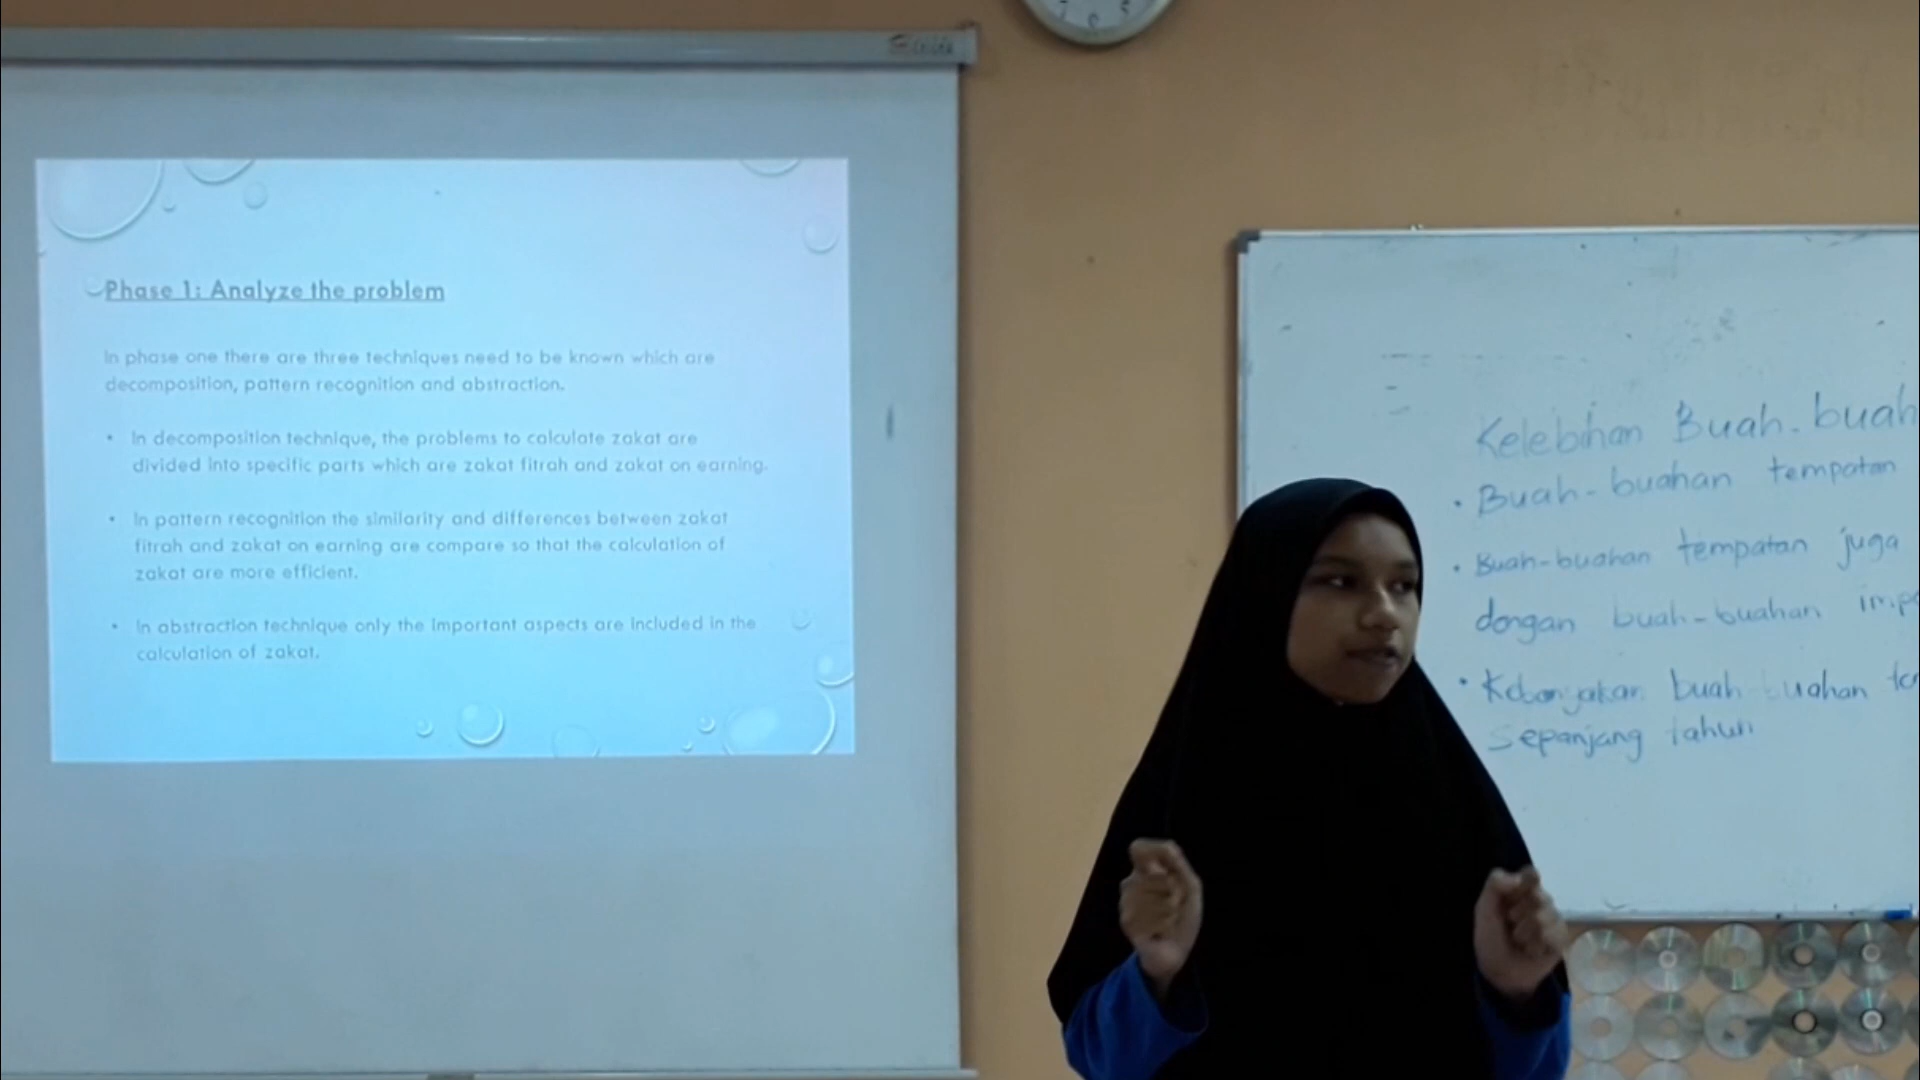 Phase 1: Analyze the problem
In phase one there are three techniques need to be known which are
decomposition, pattern recognition and abstraction.
• In decomposition technique, the problems to calculate zakat are
divided into specific parts which are zakat fitrah and zakat on earning.
• In pattern recognition the similarity and differences between zakat
fitrah and zakat on earning are compare so that the calculation of
zakat are more efficient.
• In abstraction technique only the important aspects are included in the
calculation of zakat.
Kelebihan Buah-buah
• Buah-buahan tempatan
• Buah-buahan tempatan juga
dengan buah-buahan
• Kebanyakan buah-buahan
sepanjang tahun